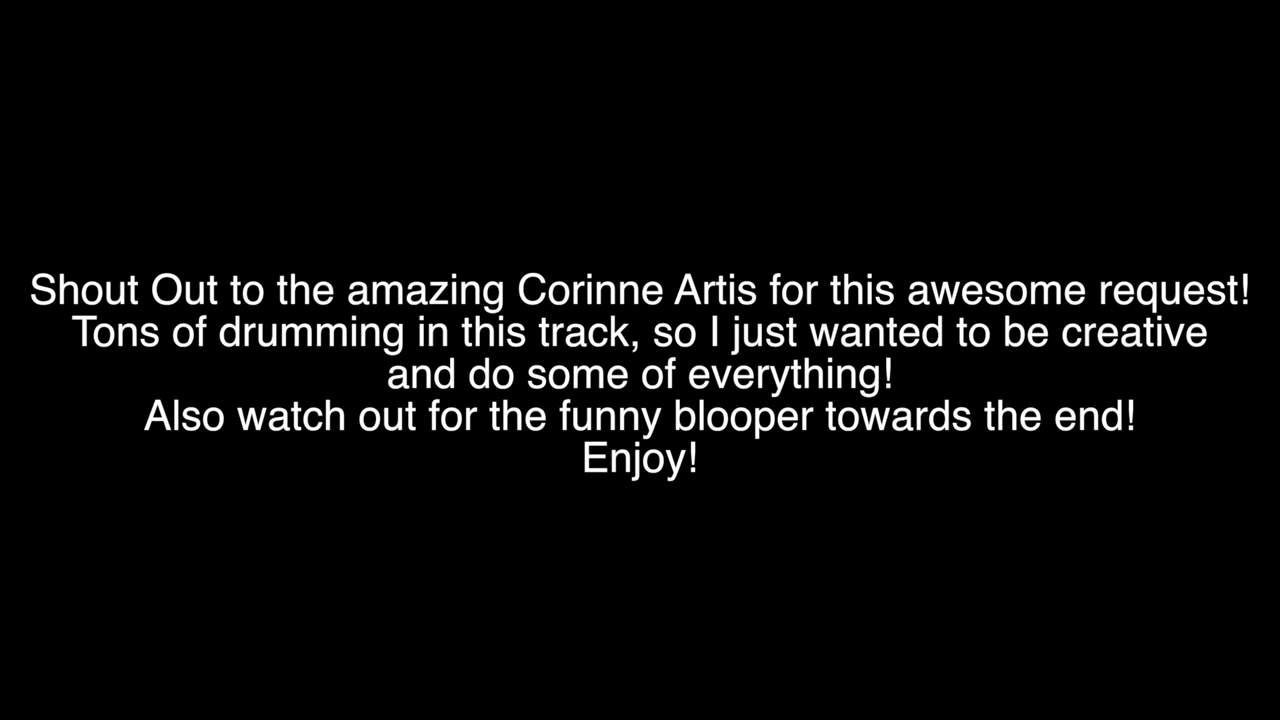 Shout Out to the amazing Corinne Artis for this awesome request!
Tons of drumming in this track, so I just wanted to be creative
and do some of everything!
Also watch out for the funny blooper towards the end!
Enjoy!